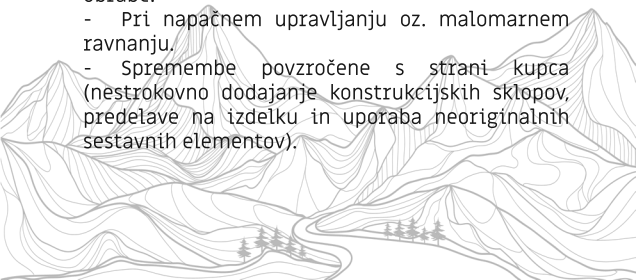 - Pri napačnem upravljanju oz. malomarnem
ravnanju.
- Spremembe povzročene s strani kupca
(nestrokovno dodajanje konstrukcijskih sklopov,
predelave na izdelku in uporaba neoriginalnih
sestavnih elementov).